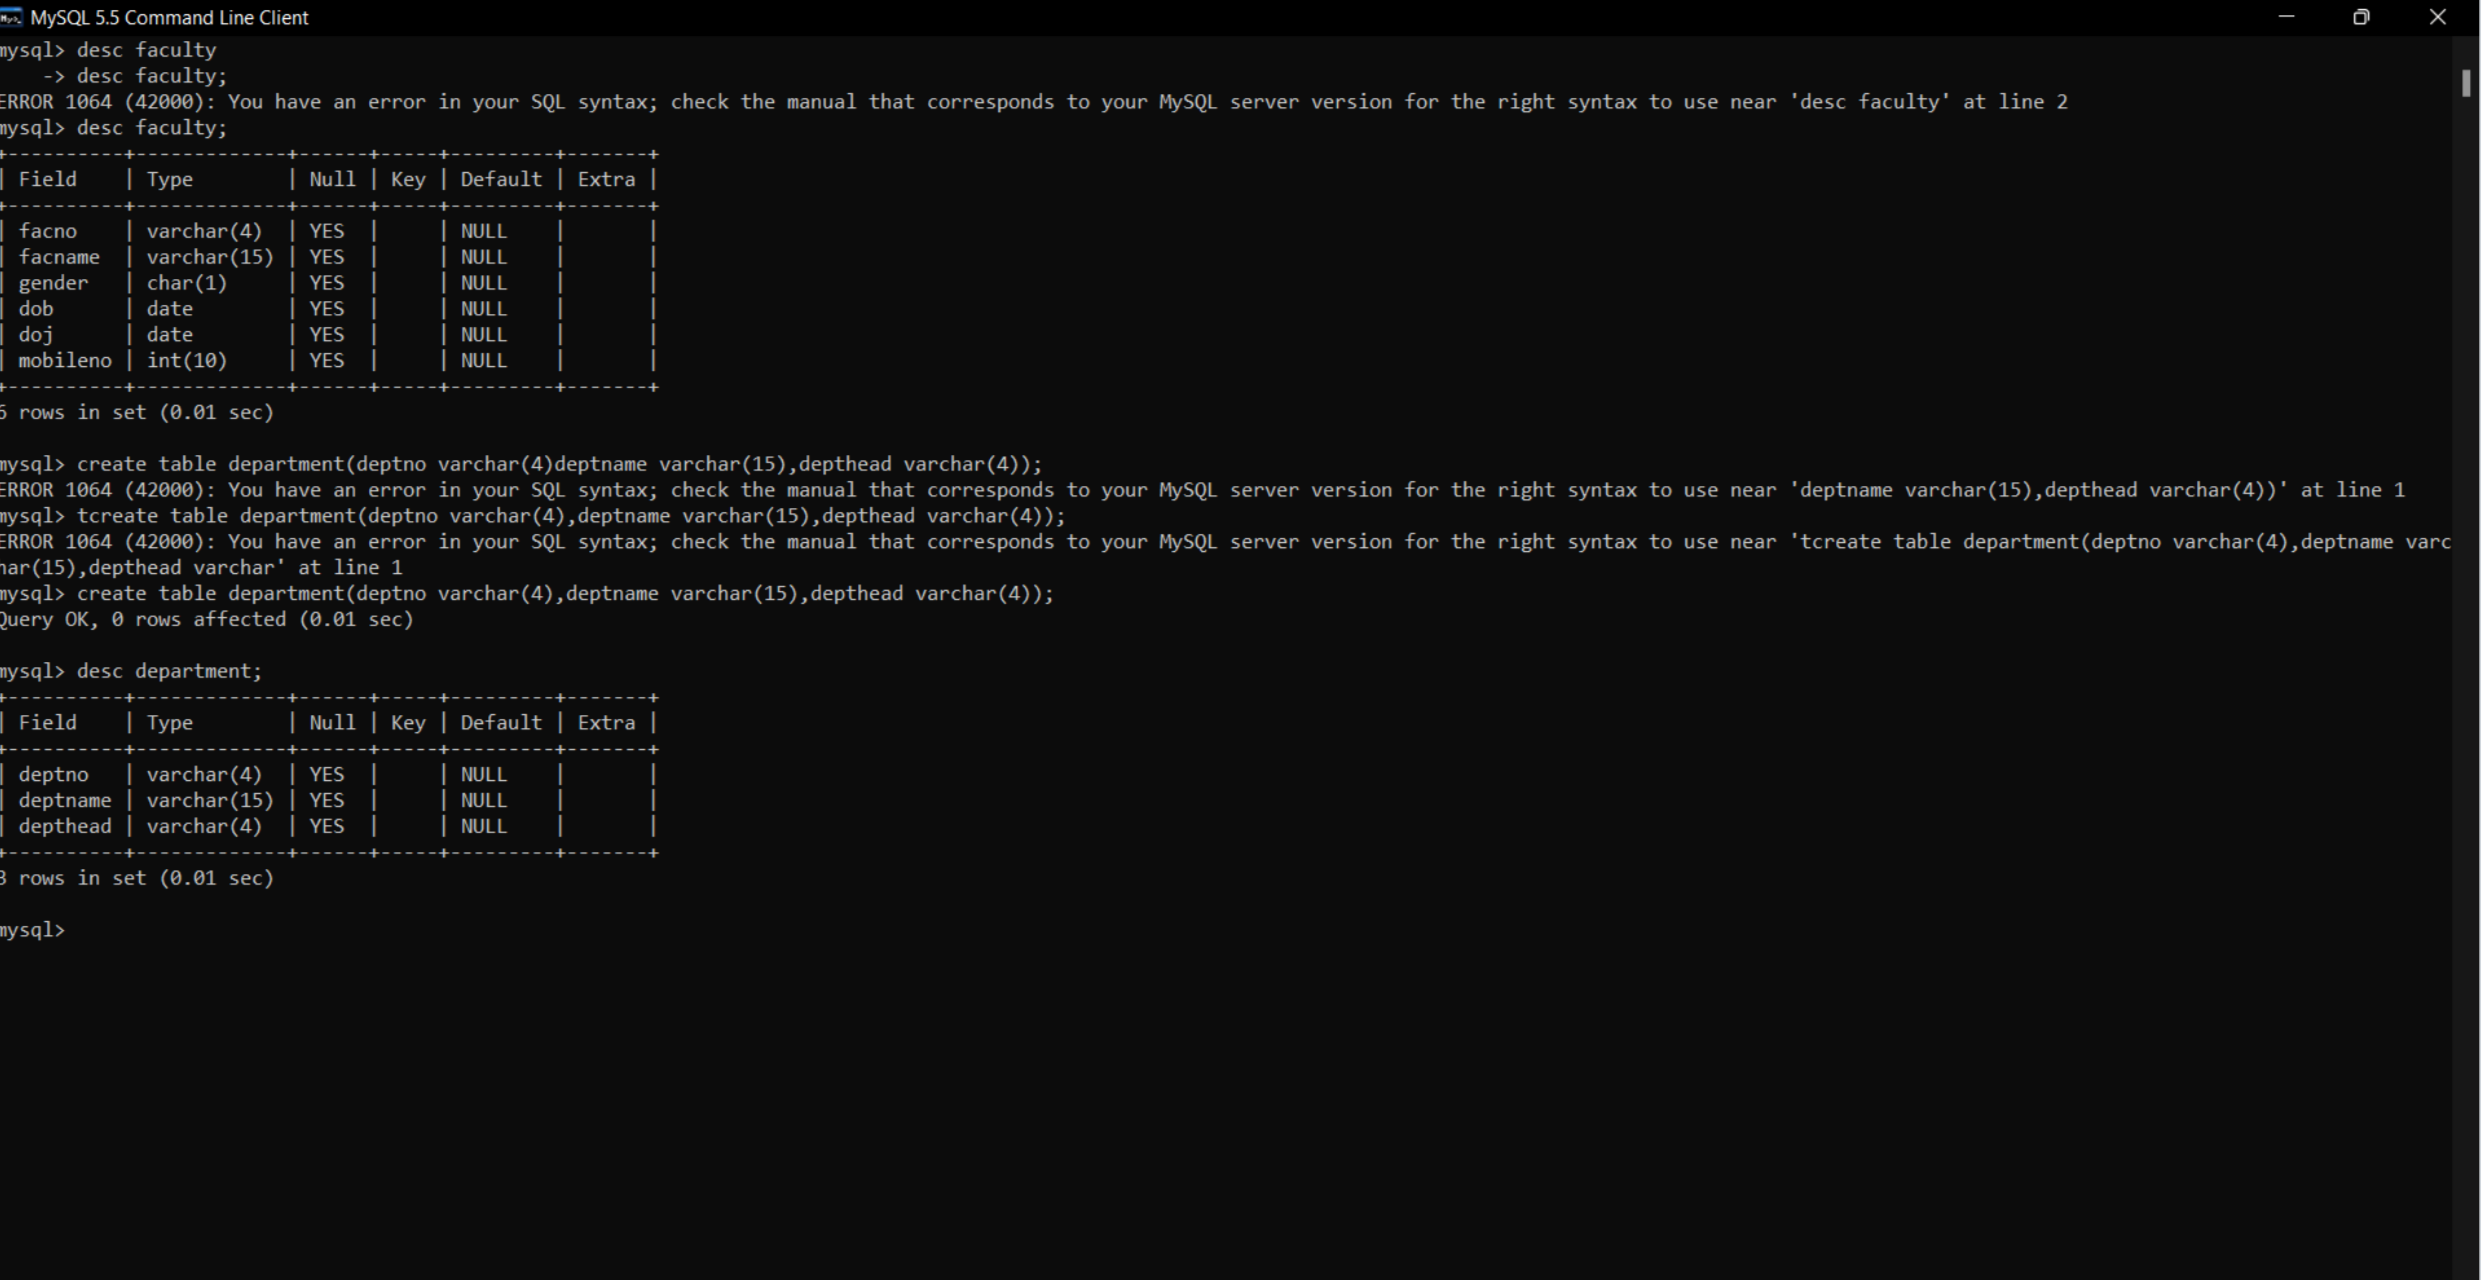 MySQL 5.5 Command Line Client
mysql> desc faculty
    -> desc faculty;
ERROR 1064 (42000): You have an error in your SQL syntax; check the manual that corresponds to your MySQL server version for the right syntax to use near 'desc faculty' at line 2
mysql> desc faculty;
+----------+-------------+------+-----+---------+-------+
| Field    | Type        | Null | Key | Default | Extra |
+----------+-------------+------+-----+---------+-------+
| facno    | varchar(4)  | YES  |     | NULL    |       |
| facname  | varchar(15) | YES  |     | NULL    |       |
| gender   | char(1)     | YES  |     | NULL    |       |
| dob      | date        | YES  |     | NULL    |       |
| doj      | date        | YES  |     | NULL    |       |
| mobileno | int(10)     | YES  |     | NULL    |       |
+----------+-------------+------+-----+---------+-------+
6 rows in set (0.01 sec)
mysql> create table department(deptno varchar(4)deptname varchar(15),depthead varchar(4));
ERROR 1064 (42000): You have an error in your SQL syntax; check the manual that corresponds to your MySQL server version for the right syntax to use near 'deptname varchar(15),depthead varchar(4))' at line 1
mysql> tcreate table department(deptno varchar(4),deptname varchar(15),depthead varchar(4));
ERROR 1064 (42000): You have an error in your SQL syntax; check the manual that corresponds to your MySQL server version for the right syntax to use near 'tcreate table department(deptno varchar(4),deptname varc
har(15),depthead varchar' at line 1
mysql> create table department(deptno varchar(4),deptname varchar(15),depthead varchar(4));
Query OK, 0 rows affected (0.01 sec)
mysql> desc department;
+----------+-------------+------+-----+---------+-------+
| Field    | Type        | Null | Key | Default | Extra |
+----------+-------------+------+-----+---------+-------+
| deptno   | varchar(4)  | YES  |     | NULL    |       |
| deptname | varchar(15) | YES  |     | NULL    |       |
| depthead | varchar(4)  | YES  |     | NULL    |       |
+----------+-------------+------+-----+---------+-------+
3 rows in set (0.01 sec)
mysql>